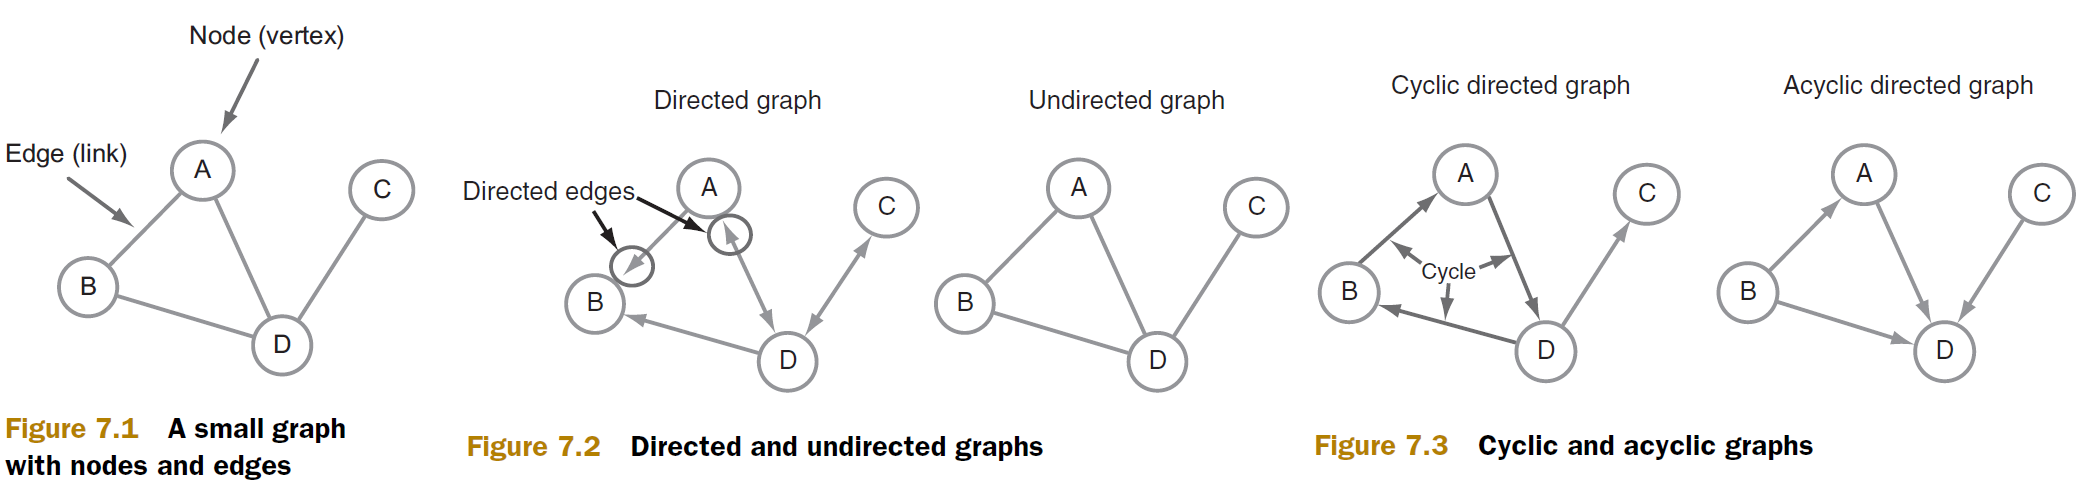 Node (vertex)
Edge (link)
A
C
B
D
Figure 7.1 A small graph
with nodes and edges
Directed graph
Undirected graph
Directed edges
A
C
B
D
A
C
B
D
Figure 7.2 Directed and undirected graphs
Cyclic directed graph
Acyclic directed graph
A
C
Cycle
B
D
A
C
B
D
Figure 7.3 Cyclic and acyclic graphs